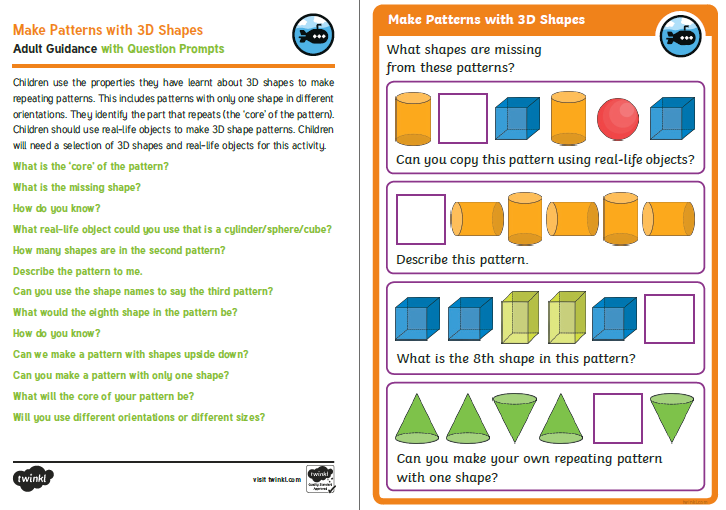 Make Patterns with 3D Shapes
Adult Guidance with Question Prompts
Children use the properties they have learnt about 3D shapes to make
repeating patterns. This includes patterns with only one shape in different
orientations. They identify the part that repeats (the 'core' of the pattern).
Children should use real-life objects to make 3D shape patterns. Children
will need a selection of 3D shapes and real-life objects for this activity.
What is the 'core' of the pattern?
What is the missing shape?
How do you know?
What real-life object could you use that is a cylinder/sphere/cube?
How many shapes are in the second pattern?
Describe the pattern to me.
Can you use the shape names to say the third pattern?
What would the eighth shape in the pattern be?
How do you know?
Can we make a pattern with shapes upside down?
Can you make a pattern with only one shape?
What will the core of your pattern be?
Will you use different orientations or different sizes?
twinkl
visit twinkl.com
twinkl
Quality Standard
Approved
Make Patterns with 3D Shapes
What shapes are missing
from these patterns?
Can you copy this pattern using real-life objects?
Describe this pattern.
What is the 8th shape in this pattern?
Can you make your own repeating pattern
with one shape?